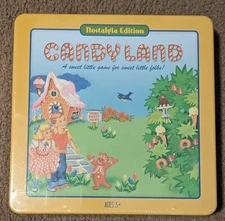 Nostalgia Edition
CANDY LAND
A sweet little game for sweet little folks!
AGES 3+